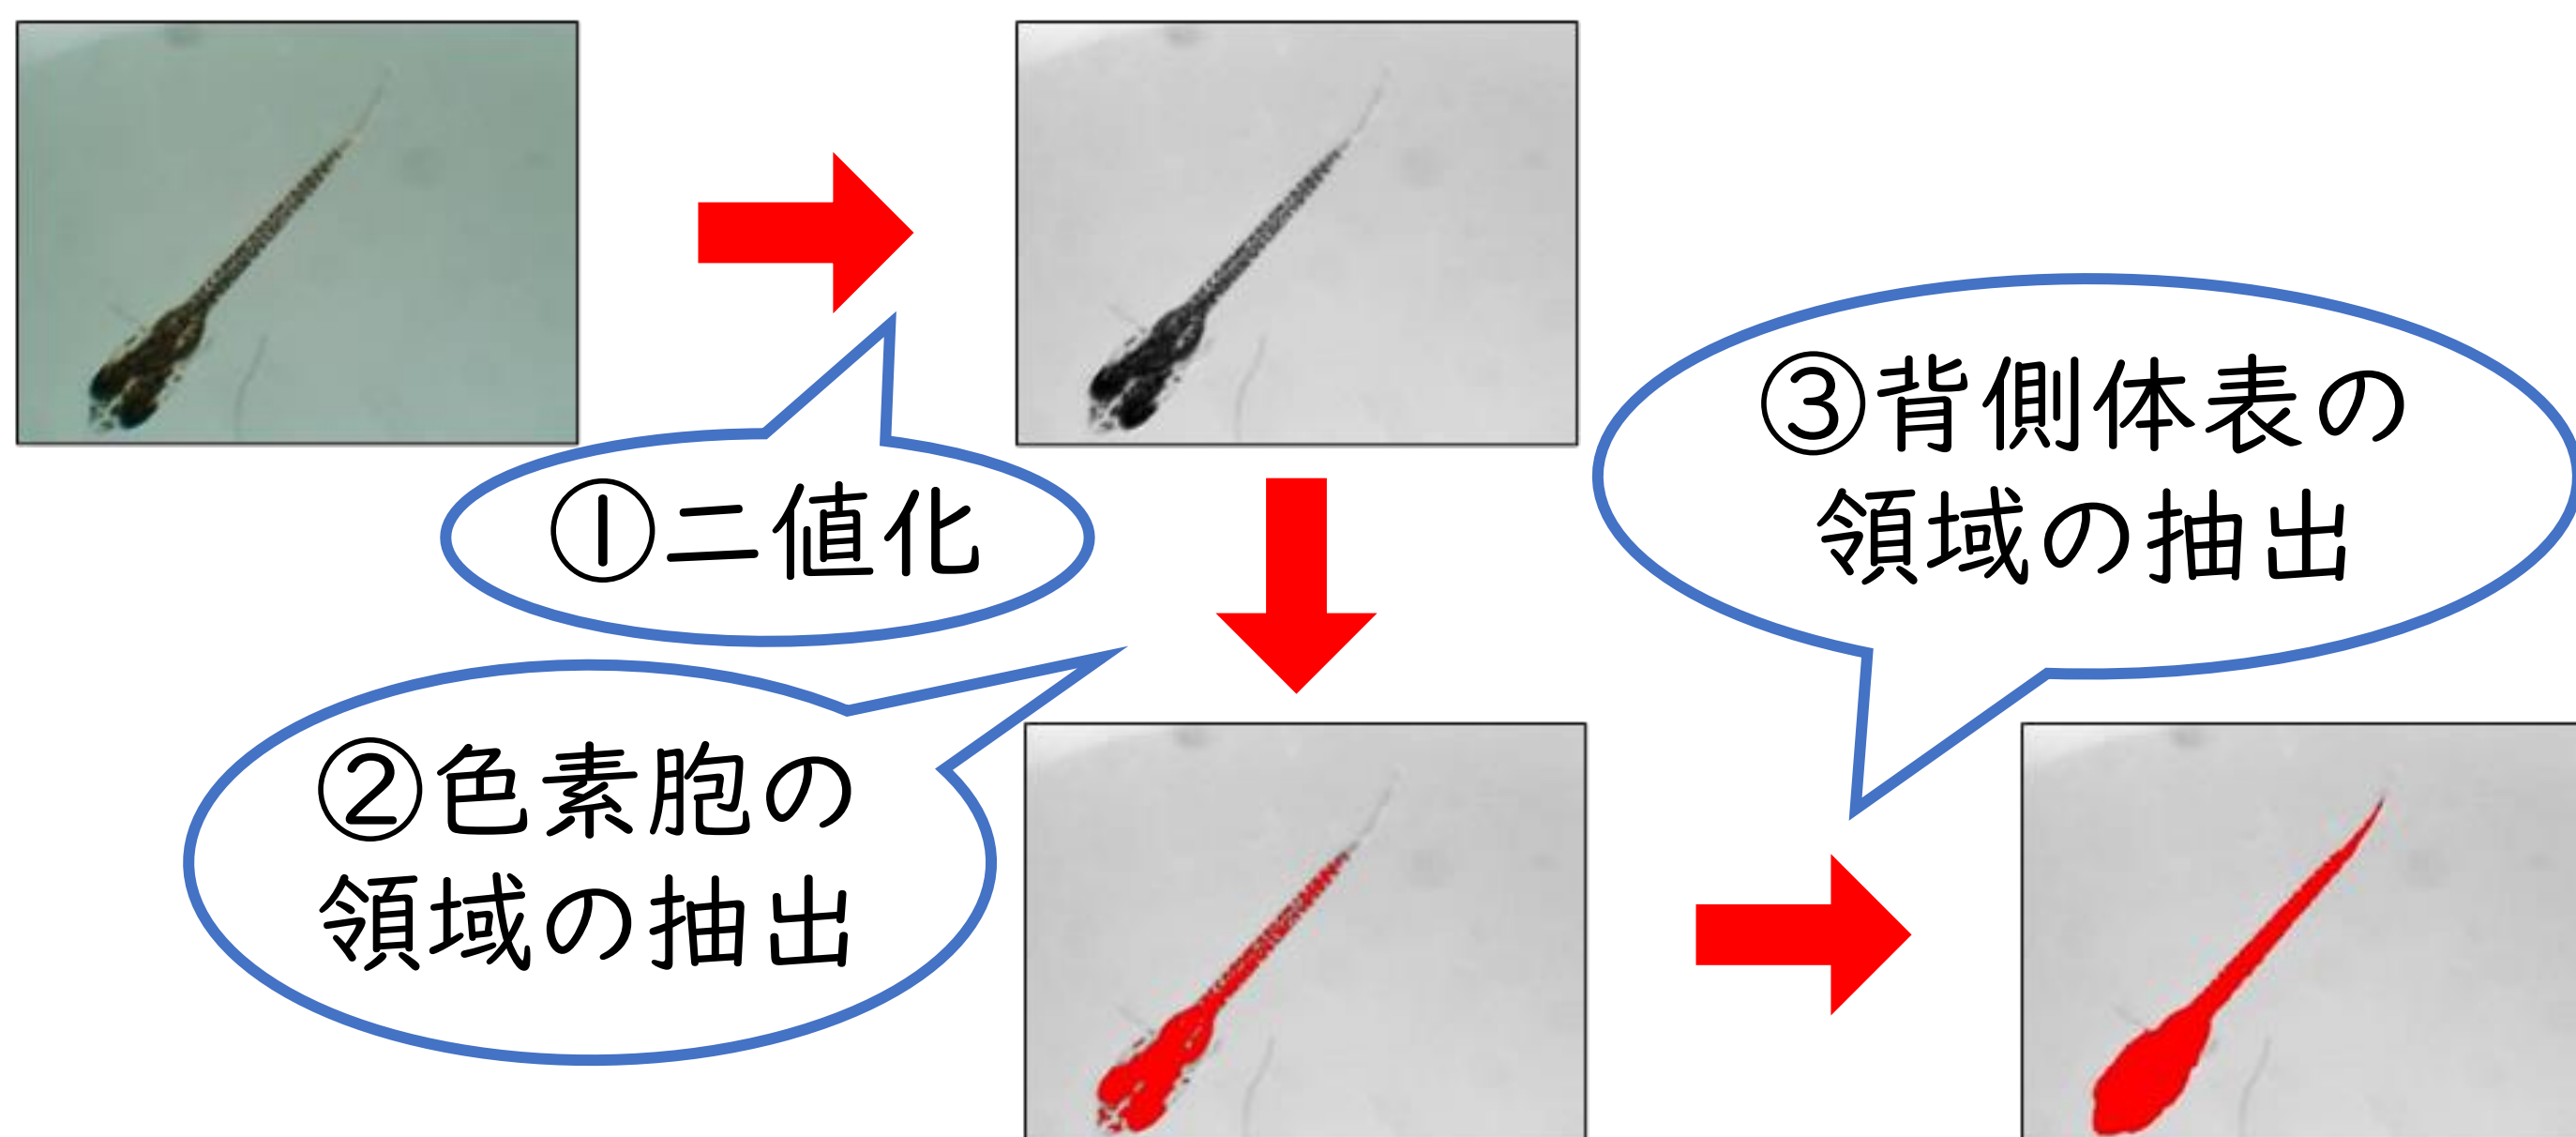 ①二値化
②色素胞の
領域の抽出
③背側体表の
領域の抽出